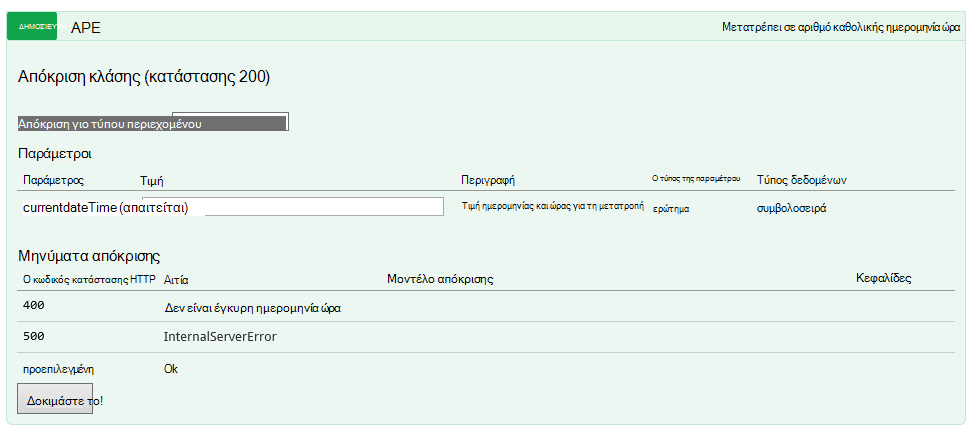 ΔΗΜΟΣΙΕΥ APE Μετατρέπει σε αριθμό καθολικής ημερομηνία ώρα
Απόκριση κλάσης (κατάστασης 200)
Απόκριση γιο τύπου περιεχομένου
Παράμετροι
Παράμετρος Τιμή Περιγραφή Ο τύπος της παραμέτρου Τύπος δεδομένων
currentdateTime (απαιτείται) Τιμή ημερομηνίας και ώρας για τη μετατροπή ερώτημα συμβολοσειρά
Μηνύματα απόκρισης
Ο κωδικός κατάστασης HTTP Αιτία Μοντέλο απόκρισης Κεφαλίδες
400 Δεν είναι έγκυρη ημερομηνία ώρα
500 InternalServerError
προεπιλεγμένη Ok
Δοκιμάστε το!